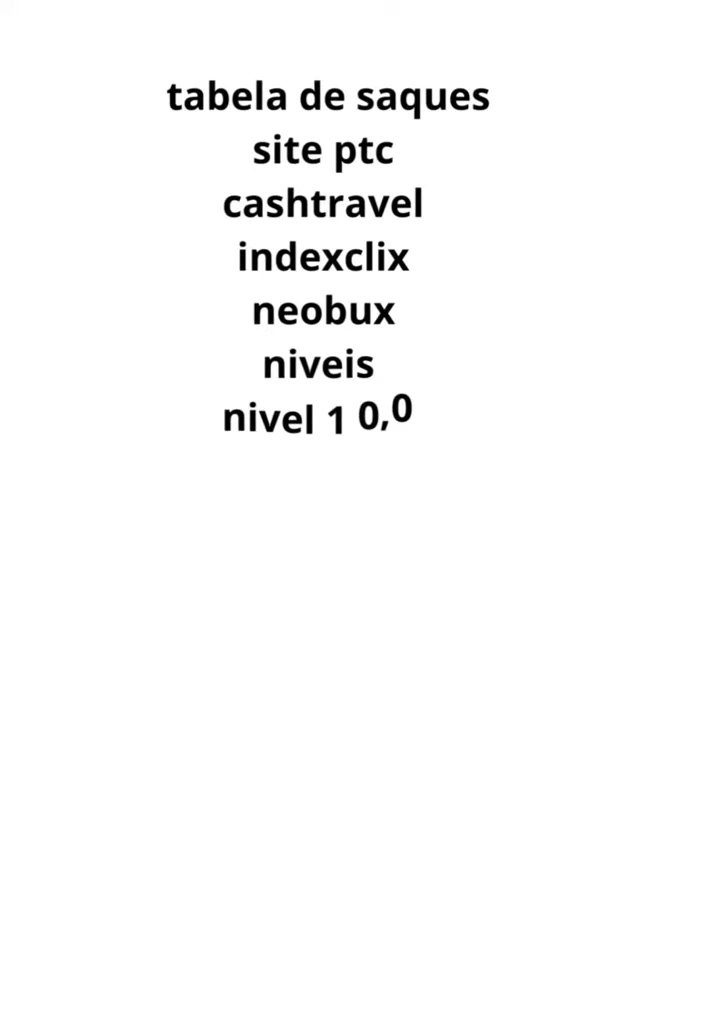 tabela de saques
site ptc
cashtravel
indexclix
neobux
niveis
nivel 1 0,0